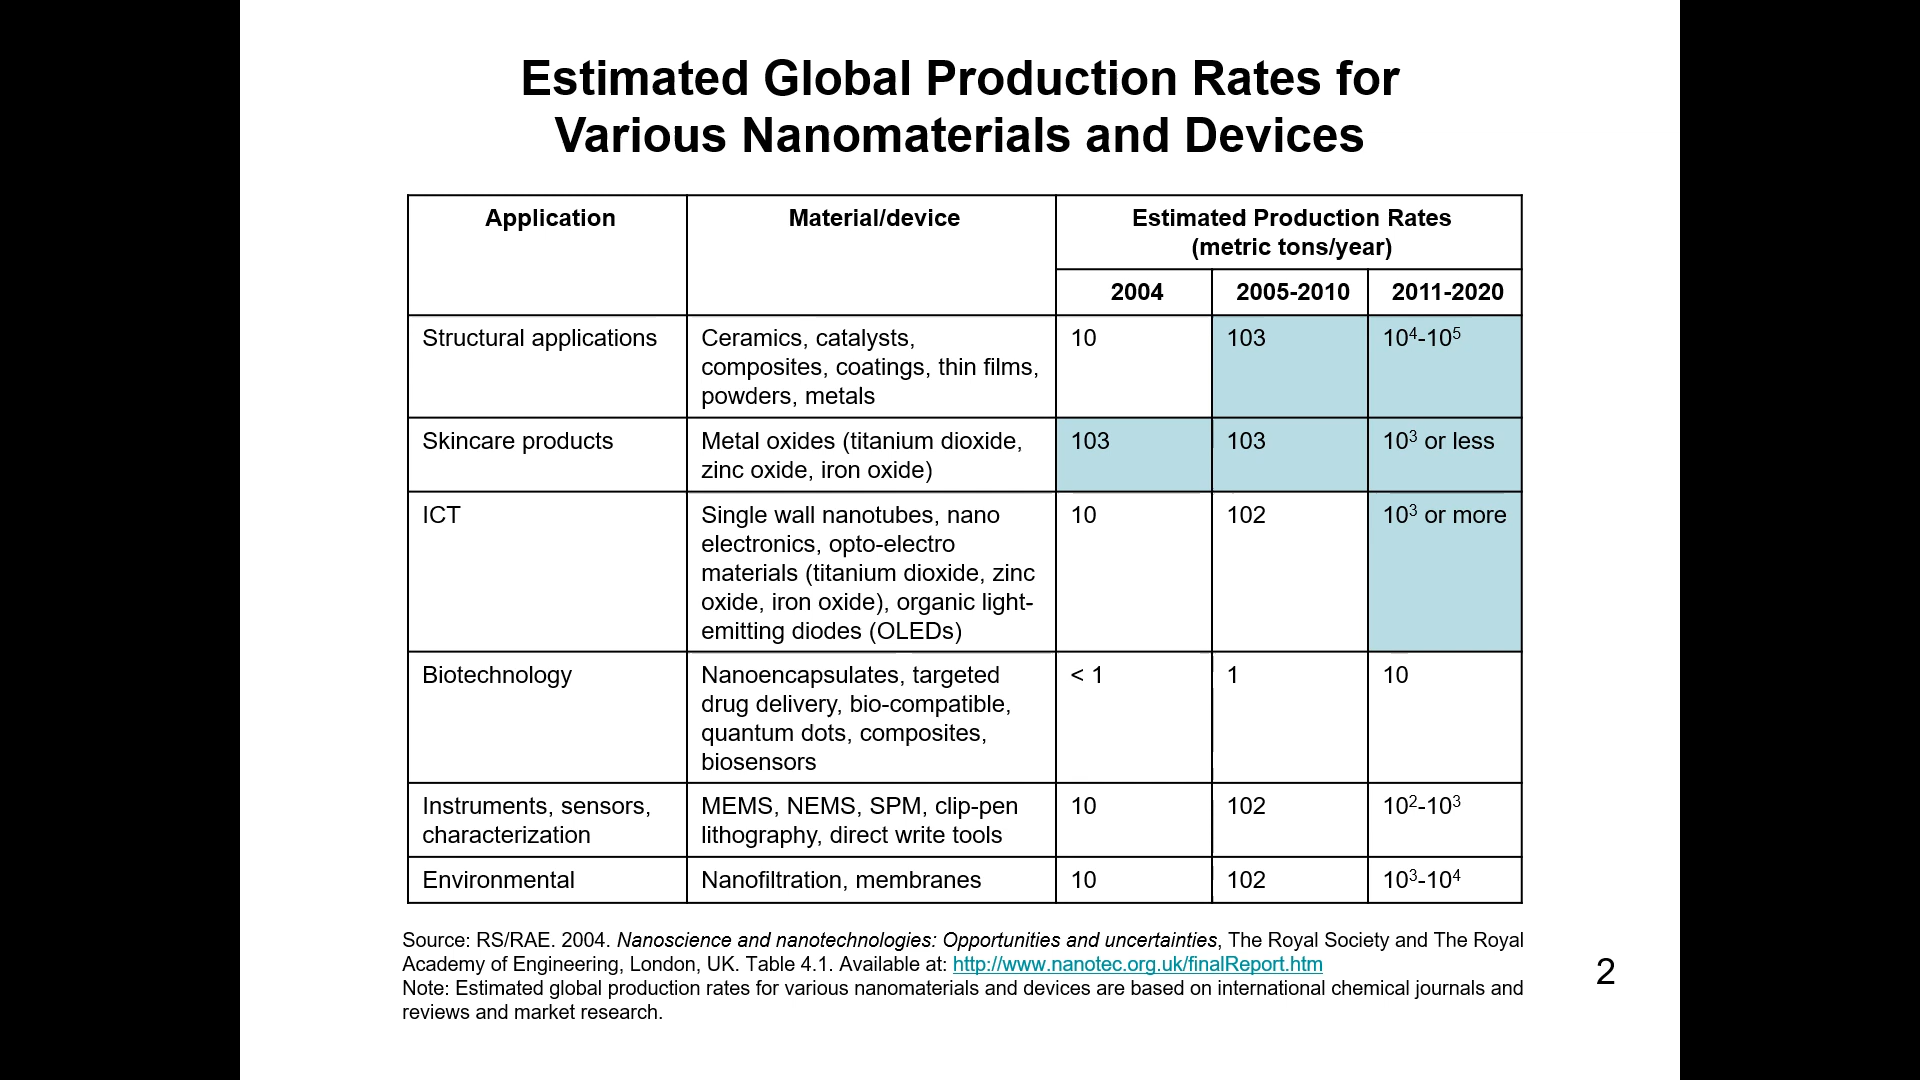 Estimated Global Production Rates for
Various Nanomaterials and Devices
Application
Material/device
Estimated Production Rates
(metric tons/year)
2004
2005-2010
2011-2020
Structural applications
Ceramics, catalysts,
composites, coatings, thin films,
powders, metals
10
103
10⁴-10⁵
Skincare products
Metal oxides (titanium dioxide,
zinc oxide, iron oxide)
103
103
10³ or less
ICT
Single wall nanotubes, nano
electronics, opto-electro
materials (titanium dioxide, zinc
oxide, iron oxide), organic light-
emitting diodes (OLEDs)
10
102
10³ or more
Biotechnology
Nanoencapsulates, targeted
drug delivery, bio-compatible,
quantum dots, composites,
biosensors
< 1
1
10
Instruments, sensors,
characterization
MEMS, NEMS, SPM, clip-pen
lithography, direct write tools
10
102
10²-10³
Environmental
Nanofiltration, membranes
10
102
10³-10⁴
Source: RS/RAE. 2004. Nanoscience and nanotechnologies: Opportunities and uncertainties, The Royal Society and The Royal
Academy of Engineering, London, UK. Table 4.1. Available at: http://www.nanotec.org.uk/finalReport.htm
Note: Estimated global production rates for various nanomaterials and devices are based on international chemical journals and
reviews and market research.
2